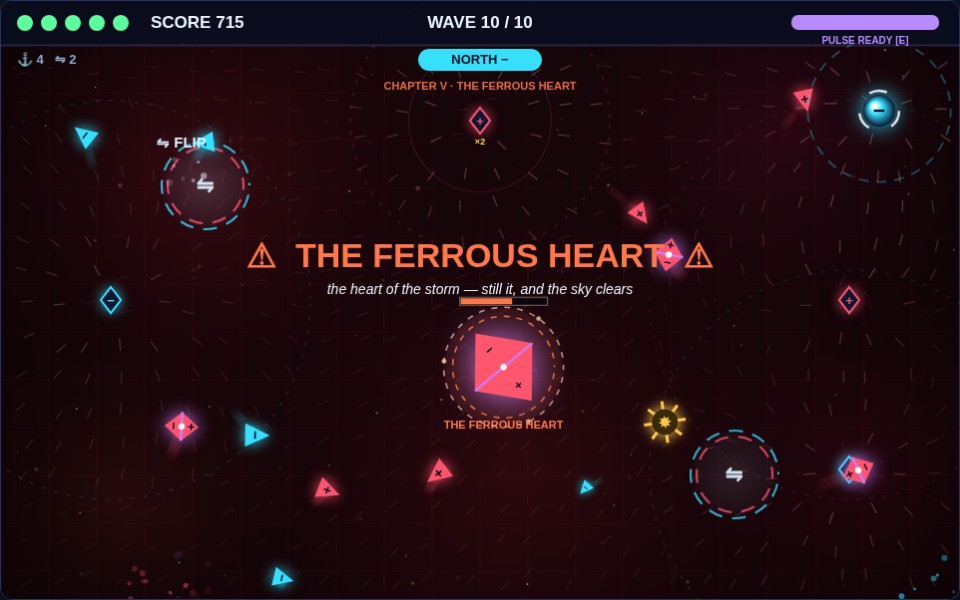 SCORE 715
WAVE 10 / 10
PULSE READY [E]
⚓ 4 ⇋ 2
NORTH −
CHAPTER V · THE FERROUS HEART
×2
⇋ FLIP
⚠ THE FERROUS HEART ⚠
the heart of the storm — still it, and the sky clears
THE FERROUS HEART